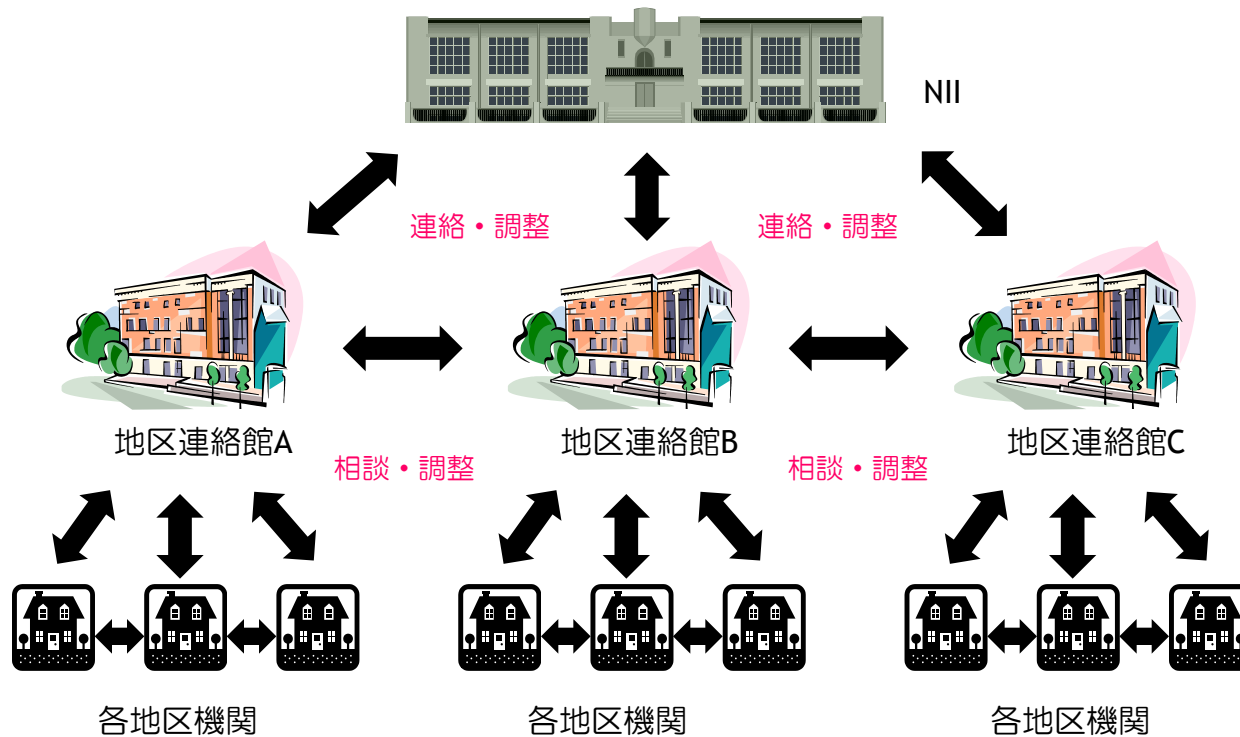 NII
連絡・調整
連絡・調整
地区連絡館A
地区連絡館B
地区連絡館C
相談・調整
相談・調整
各地区機関
各地区機関
各地区機関